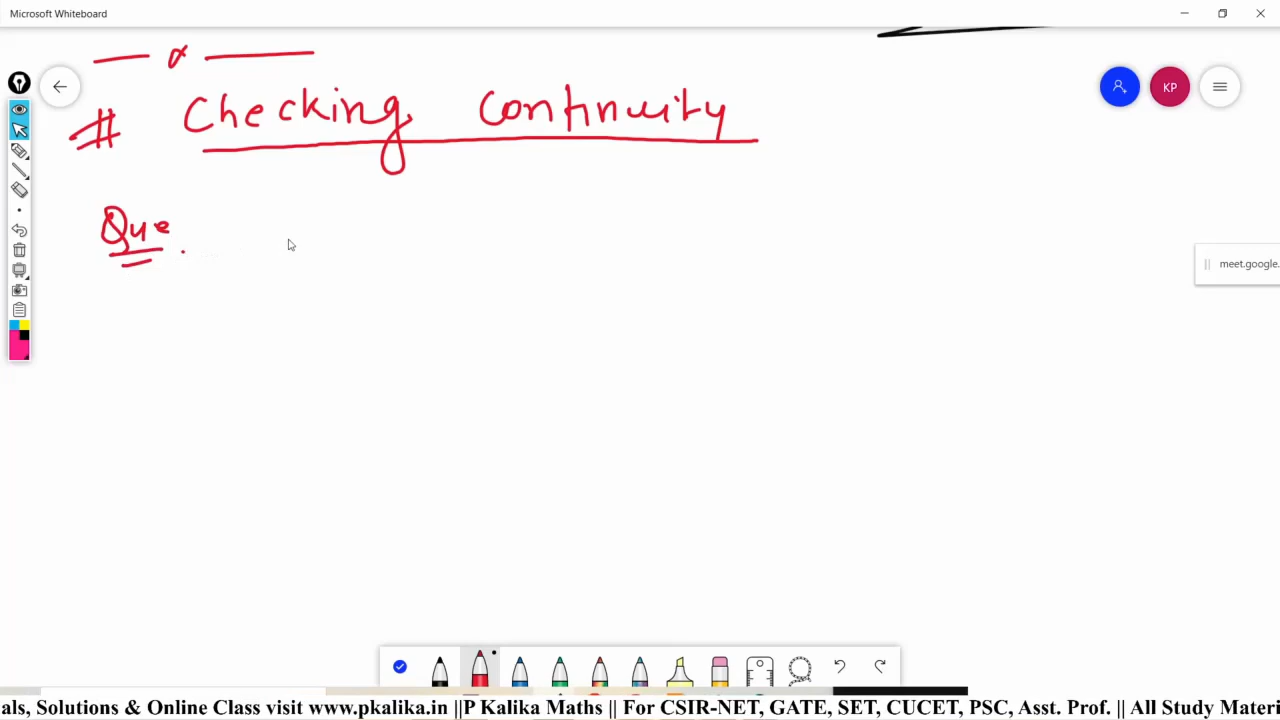 Microsoft Whiteboard
# Checking Continuity
KP
Que.
meet.google.
als, Solutions & Online Class visit www.pkalika.in ||P Kalika Maths || For CSIR-NET, GATE, SET, CUCET, PSC, Asst. Prof. || All Study Materi